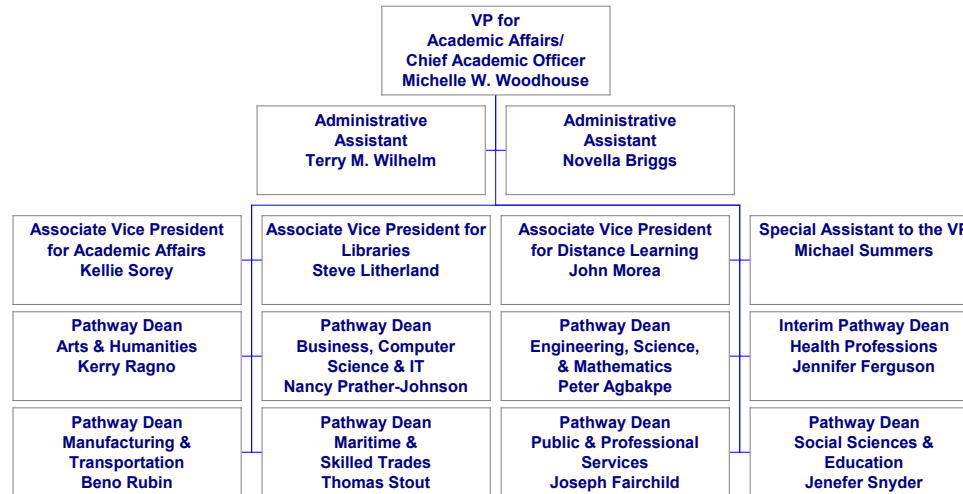 VP for
Academic Affairs/
Chief Academic Officer
Michelle W. Woodhouse
Administrative
Assistant
Terry M. Wilhelm
Administrative
Assistant
Novella Briggs
Associate Vice President
for Academic Affairs
Kellie Sorey
Associate Vice President for
Libraries
Steve Litherland
Associate Vice President
for Distance Learning
John Morea
Special Assistant to the VP
Michael Summers
Pathway Dean
Arts & Humanities
Kerry Ragno
Pathway Dean
Business, Computer
Science & IT
Nancy Prather-Johnson
Pathway Dean
Engineering, Science,
& Mathematics
Peter Agbakpe
Interim Pathway Dean
Health Professions
Jennifer Ferguson
Pathway Dean
Manufacturing &
Transportation
Beno Rubin
Pathway Dean
Maritime &
Skilled Trades
Thomas Stout
Pathway Dean
Public & Professional
Services
Joseph Fairchild
Pathway Dean
Social Sciences &
Education
Jenefer Snyder